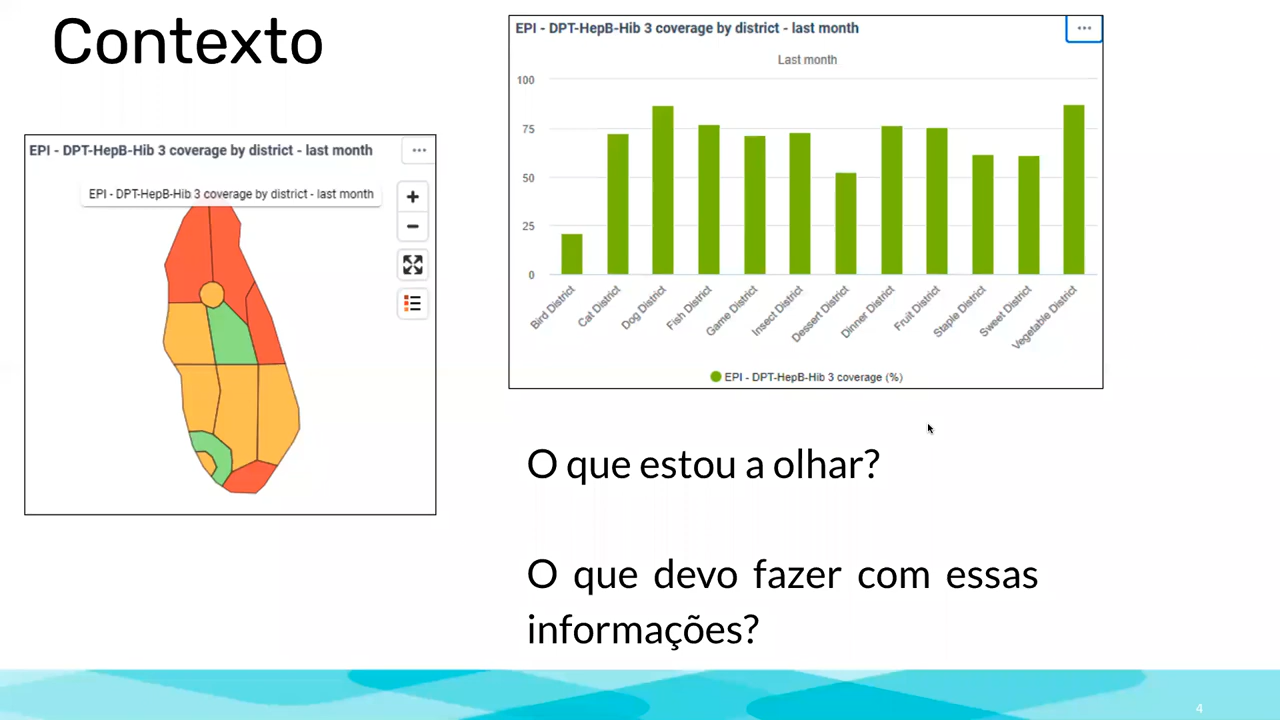 Contexto
EPI - DPT-HepB-Hib 3 coverage by district - last month
EPI - DPT-HepB-Hib 3 coverage by district - last month
EPI - DPT-HepB-Hib 3 coverage by district - last month
Last month
100
75
50
25
0
Bird District
Cat District
Dog District
Fish District
Game District
Insect District
Dessert District
Dinner District
Fruit District
Staple District
Sweet District
Vegetable District
EPI - DPT-HepB-Hib 3 coverage (%)
O que estou a olhar?
O que devo fazer com essas
informações?
4